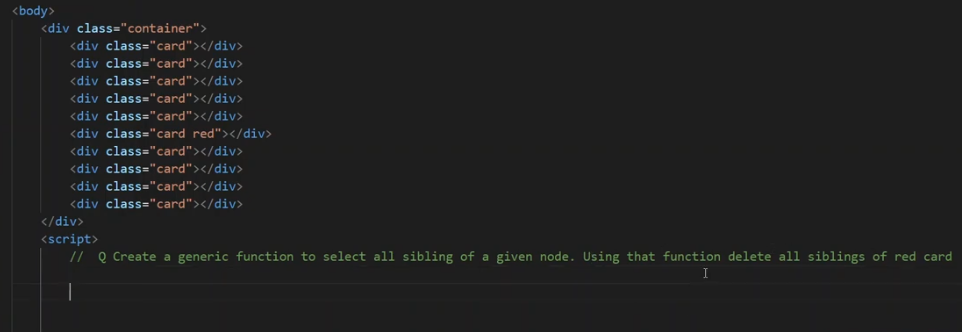 <body>
<div class="container">
<div class="card"></div>
<div class="card"></div>
<div class="card"></div>
<div class="card"></div>
<div class="card"></div>
<div class="card red"></div>
<div class="card"></div>
<div class="card"></div>
<div class="card"></div>
<div class="card"></div>
</div>
<script>
//  Q Create a generic function to select all sibling of a given node. Using that function delete all siblings of red card